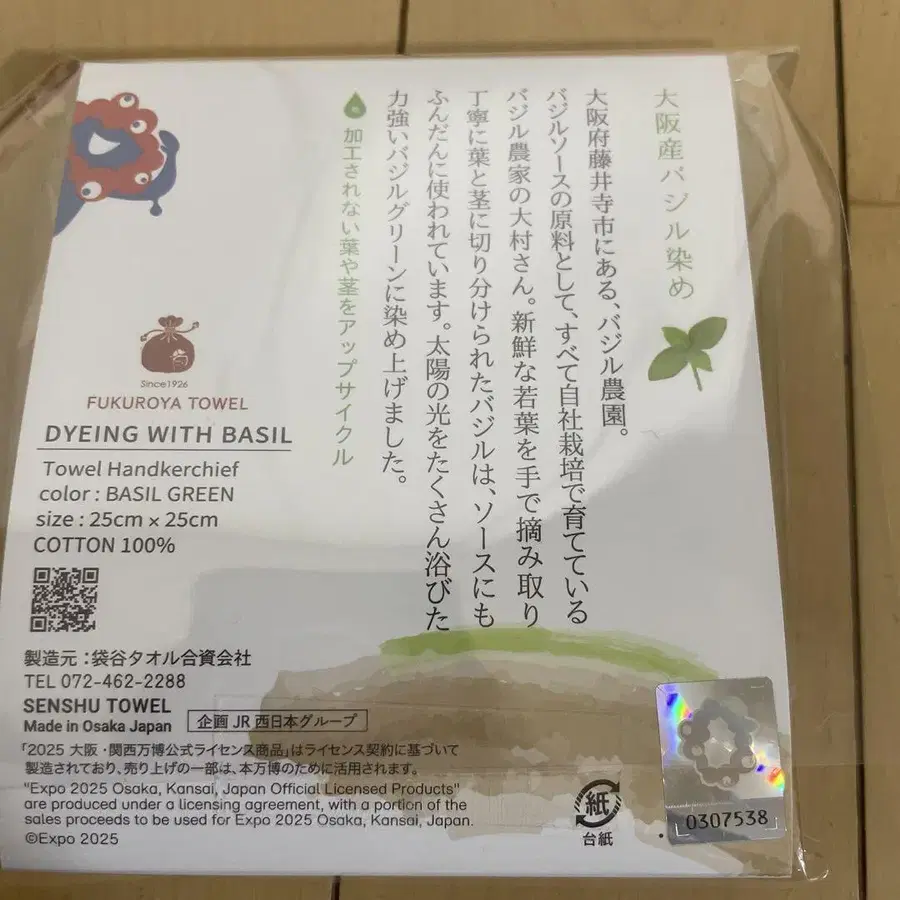 大阪産バジル染め
大阪府藤井寺市にある、バジル農園。
バジルソースの原料として、すべて自社栽培で育てている
バジル農家の大村さん。新鮮な若葉を手で摘み取り
丁寧に葉と茎に切り分けられたバジルは、ソースにも
ふんだんに使われています。太陽の光をたくさん浴びた
力強いバジルグリーンに染め上げました。
加工されない葉や茎をアップサイクル
Since1926
FUKUROYA TOWEL
DYEING WITH BASIL
Towel Handkerchief
color : BASIL GREEN
size : 25cm × 25cm
COTTON 100%
製造元：袋谷タオル合資会社
TEL 072-462-2288
SENSHU TOWEL
Made in Osaka Japan
企画 JR 西日本グループ
「2025 大阪・関西万博公式ライセンス商品」はライセンス契約に基づいて
製造されており、売り上げの一部は、本万博のために活用されます。
"Expo 2025 Osaka, Kansai, Japan Official Licensed Products"
are produced under a licensing agreement, with a portion of the
sales proceeds to be used for Expo 2025 Osaka, Kansai, Japan.
©Expo 2025
紙
台紙
0307538